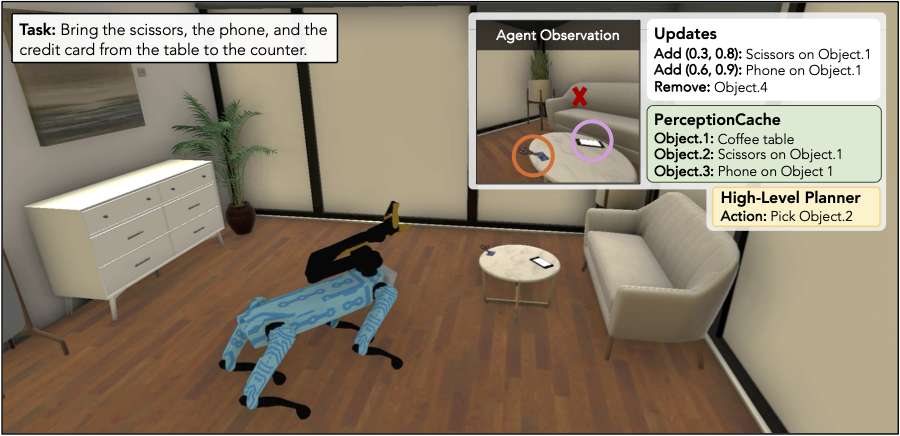 Task: Bring the scissors, the phone, and the
credit card from the table to the counter.
Agent Observation
Updates
Add (0.3, 0.8): Scissors on Object.1
Add (0.6, 0.9): Phone on Object.1
Remove: Object.4
PerceptionCache
Object.1: Coffee table
Object.2: Scissors on Object.1
Object.3: Phone on Object 1
High-Level Planner
Action: Pick Object.2